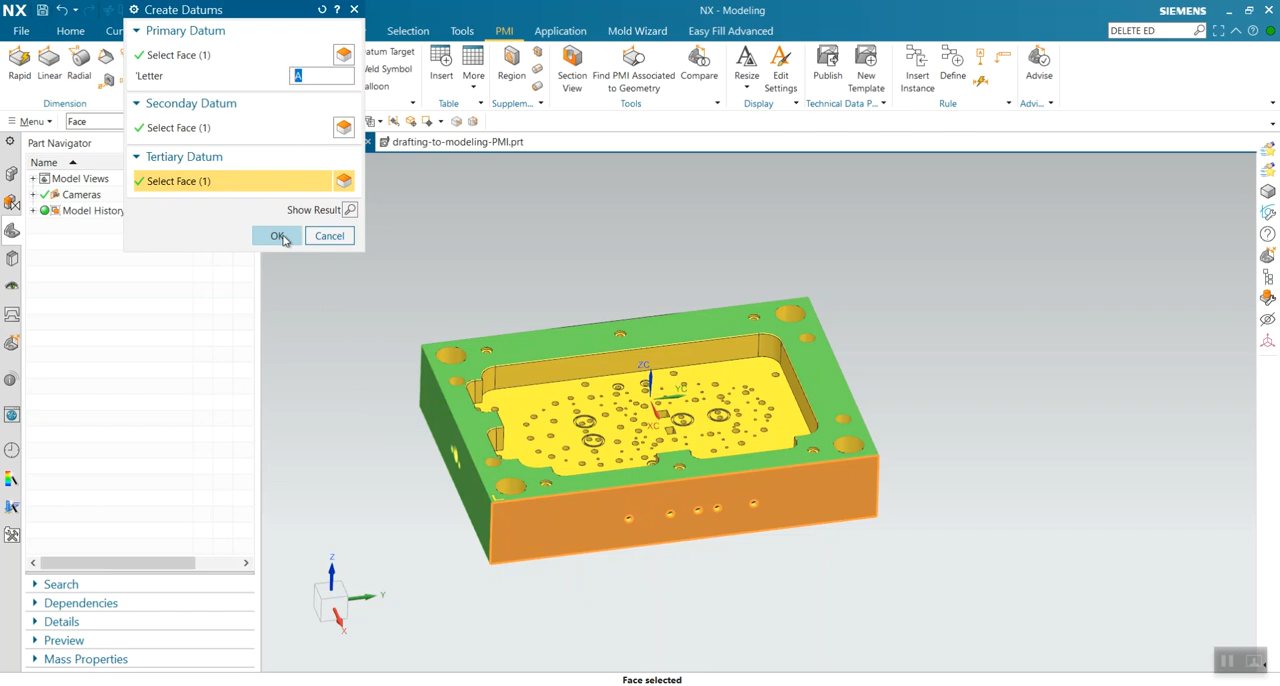 NX
Create Datums
NX - Modeling
SIEMENS
File
Home
Cur
Selection
Tools
PMI
Application
Mold Wizard
Easy Fill Advanced
DELETE ED
Primary Datum
Select Face (1)
'Letter
A
Seconday Datum
Select Face (1)
Tertiary Datum
Select Face (1)
Show Result
OK
Cancel
Rapid
Linear
Radial
Dimension
atum Target
eld Symbol
alloon
Insert
More
Table
Region
Supplem...
Section View
Find PMI Associated to Geometry
Compare
Tools
Resize
Edit Settings
Display
Publish
New Template
Technical Data P...
Insert Instance
Define
Rule
Advise
Advi...
Menu
Face
Part Navigator
drafting-to-modeling-PMI.prt
Name
Model Views
Cameras
Model History
ZC
YC
XC
Z
Y
X
Search
Dependencies
Details
Preview
Mass Properties
Face selected